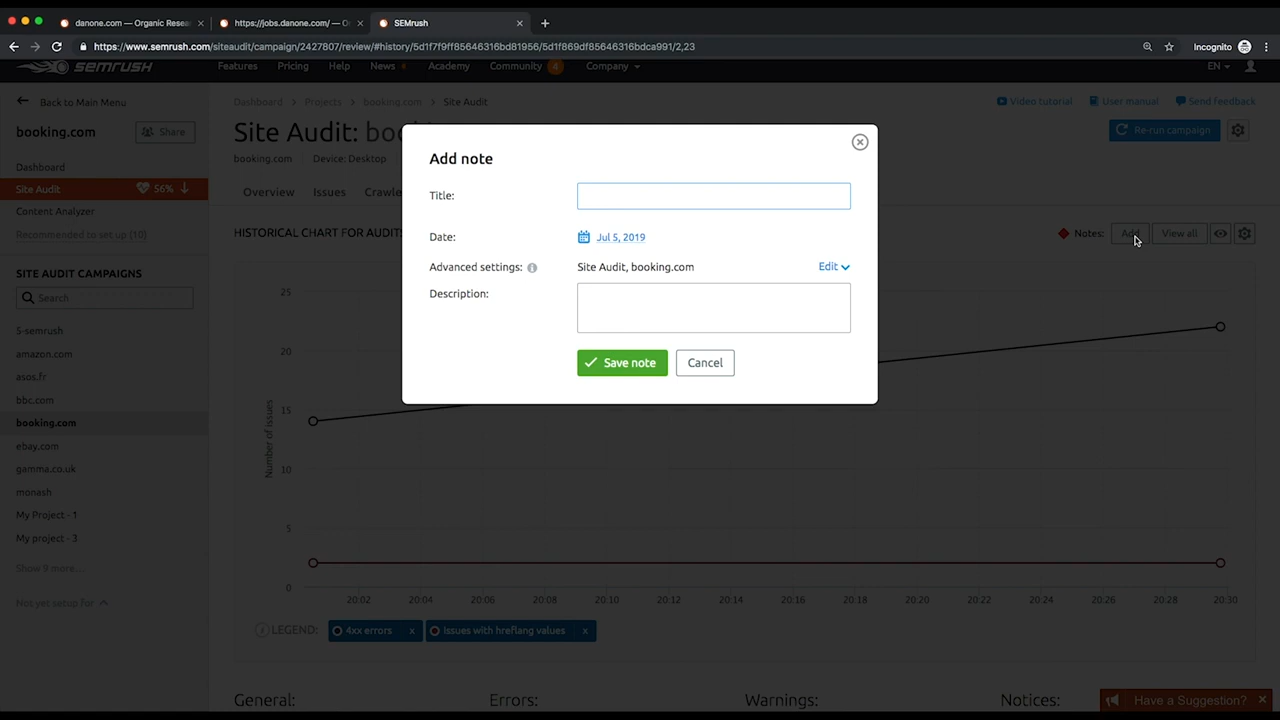 danone.com — Organic Resea
https://jobs.danone.com/ — O
SEMrush
https://www.semrush.com/siteaudit/campaign/2427807/review/#history/5d1f7f9ff85646316bd81956/5d1f869df85646316bdca991/2,23
Incognito
SEMRUSH
Features
Pricing
Help
News
Academy
Community 4
Company
EN
Back to Main Menu
Dashboard
Projects
booking.com
Site Audit
Video tutorial
User manual
Send feedback
booking.com
Share
Site Audit: boo
Re-run campaign
booking.com
Device: Desktop
Dashboard
Site Audit
56%
Content Analyzer
Recommended to set up (10)
Overview
Issues
Crawle
HISTORICAL CHART FOR AUDITS
Notes:
Add
View all
Add note
Title:
Date:
Jul 5, 2019
Advanced settings:
Site Audit, booking.com
Edit
Description:
Save note
Cancel
SITE AUDIT CAMPAIGNS
Search
5-semrush
amazon.com
asos.fr
bbc.com
booking.com
ebay.com
gamma.co.uk
monash
My Project - 1
My project - 3
Show 9 more...
Not yet setup for
Number of issues
25
20
15
10
5
0
20:02
20:04
20:06
20:08
20:10
20:12
20:14
20:16
20:18
20:20
20:22
20:24
20:26
20:28
20:30
LEGEND:
4xx errors x
Issues with hreflang values x
General:
Errors:
Warnings:
Notices:
Have a Suggestion?